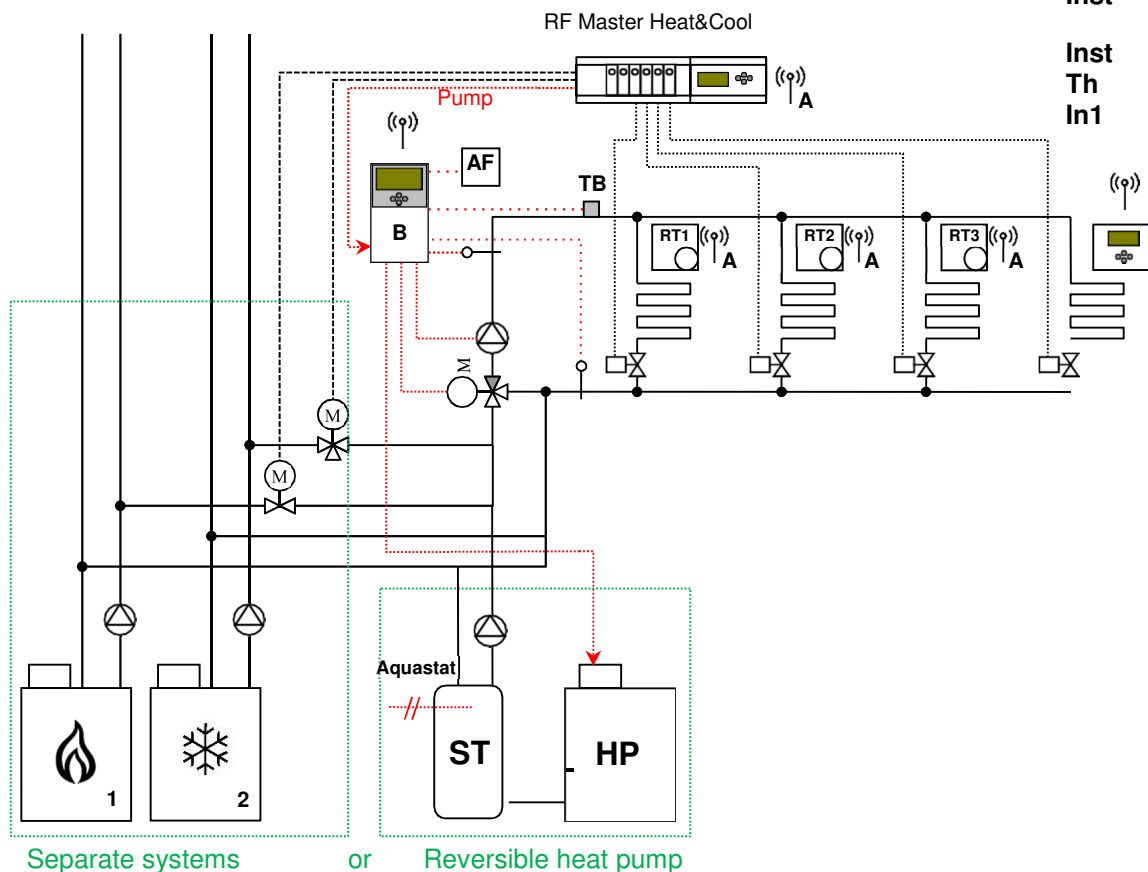 Inst
RF Master Heat&Cool
Inst
Th
In1
A
Pump
AF
TB
B
RT1
A
RT2
A
RT3
A
M
M
M
Aquastat
ST
HP
1
2
Separate systems or Reversible heat pump